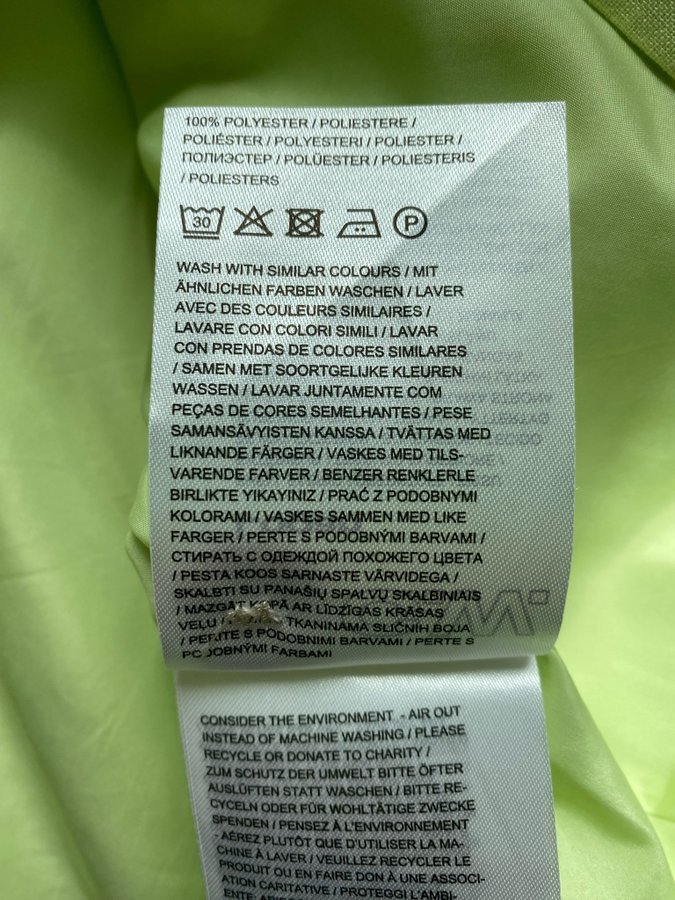 100% POLYESTER / POLIESTERE /
POLIÉSTER / POLYESTERI / POLIESTER /
ПОЛИЭСТЕР / POLÜESTER / POLIESTERIS
/ POLIESTERS
30 P
WASH WITH SIMILAR COLOURS / MIT
ÄHNLICHEN FARBEN WASCHEN / LAVER
AVEC DES COULEURS SIMILAIRES /
LAVARE CON COLORI SIMILI / LAVAR
CON PRENDAS DE COLORES SIMILARES
/ SAMEN MET SOORTGELIJKE KLEUREN
WASSEN / LAVAR JUNTAMENTE COM
PEÇAS DE CORES SEMELHANTES / PESE
SAMANSÄVYISTEN KANSSA / TVÄTTAS MED
LIKNANDE FÄRGER / VASKES MED TILS-
VARENDE FARVER / BENZER RENKLERLE
BIRLIKTE YIKAYINIZ / PRAĆ Z PODOBNYMI
KOLORAMI / VASKES SAMMEN MED LIKE
FARGER / PERTE S PODOBNÝMI BARVAMI /
СТИРАТЬ С ОДЕЖДОЙ ПОХОЖЕГО ЦВЕТА
/ PESTA KOOS SARNASTE VÄRVIDEGA /
SKALBTI SU PANAŠIŲ SPALVŲ SKALBINIAIS
/ MAZGĀT KOPĀ AR LĪDZĪGAS KRĀSAS
VEĻU / TKANINAMA SLIČNIH BOJA
/ PERITE S PODOBNIMI BARVAMI / PERTE S
PODOBNÝMI FARBAMI
CONSIDER THE ENVIRONMENT - AIR OUT
INSTEAD OF MACHINE WASHING / PLEASE
RECYCLE OR DONATE TO CHARITY /
ZUM SCHUTZ DER UMWELT BITTE ÖFTER
AUSLÜFTEN STATT WASCHEN / BITTE RE-
CYCELN ODER FÜR WOHLTÄTIGE ZWECKE
SPENDEN / PENSEZ À L'ENVIRONNEMENT
- AÉREZ PLUTÔT QUE D'UTILISER LA MA-
CHINE À LAVER / VEUILLEZ RECYCLER LE
PRODUIT OU EN FAIRE DON À UNE ASSOCI-
ATION CARITATIVE / PROTEGGI L'AMBI-